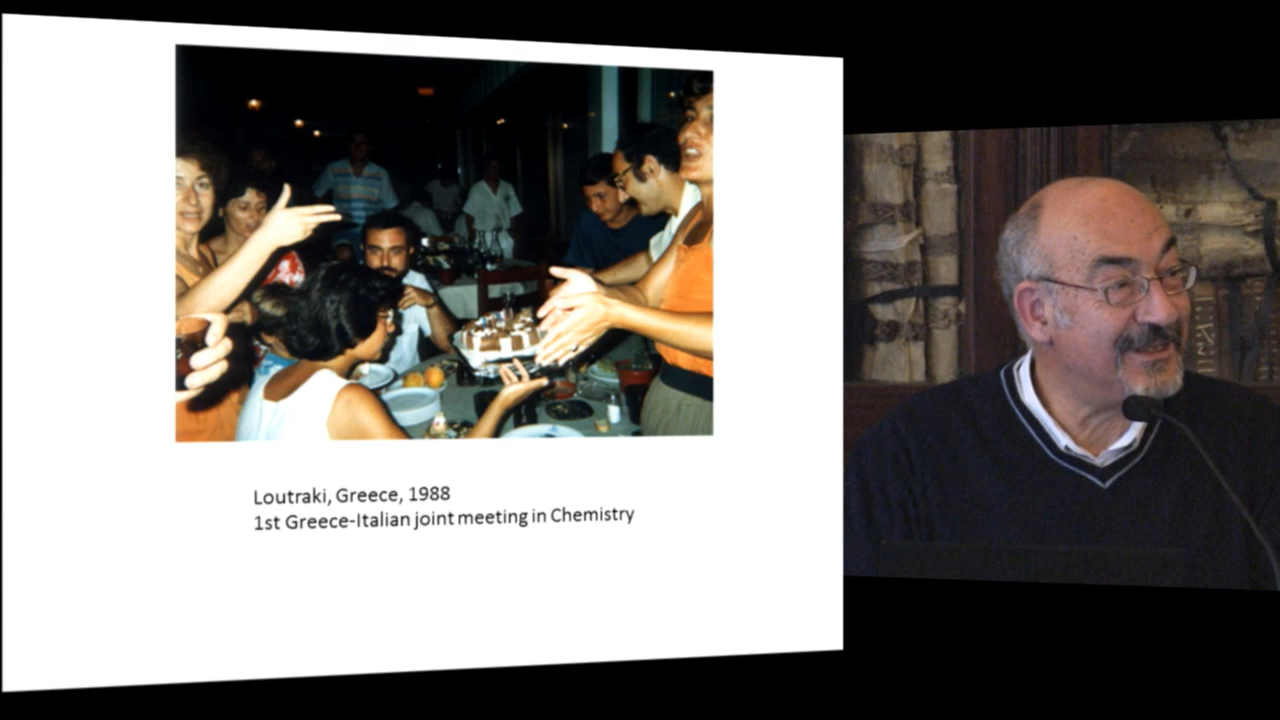 Loutraki, Greece, 1988
1st Greece-Italian joint meeting in Chemistry